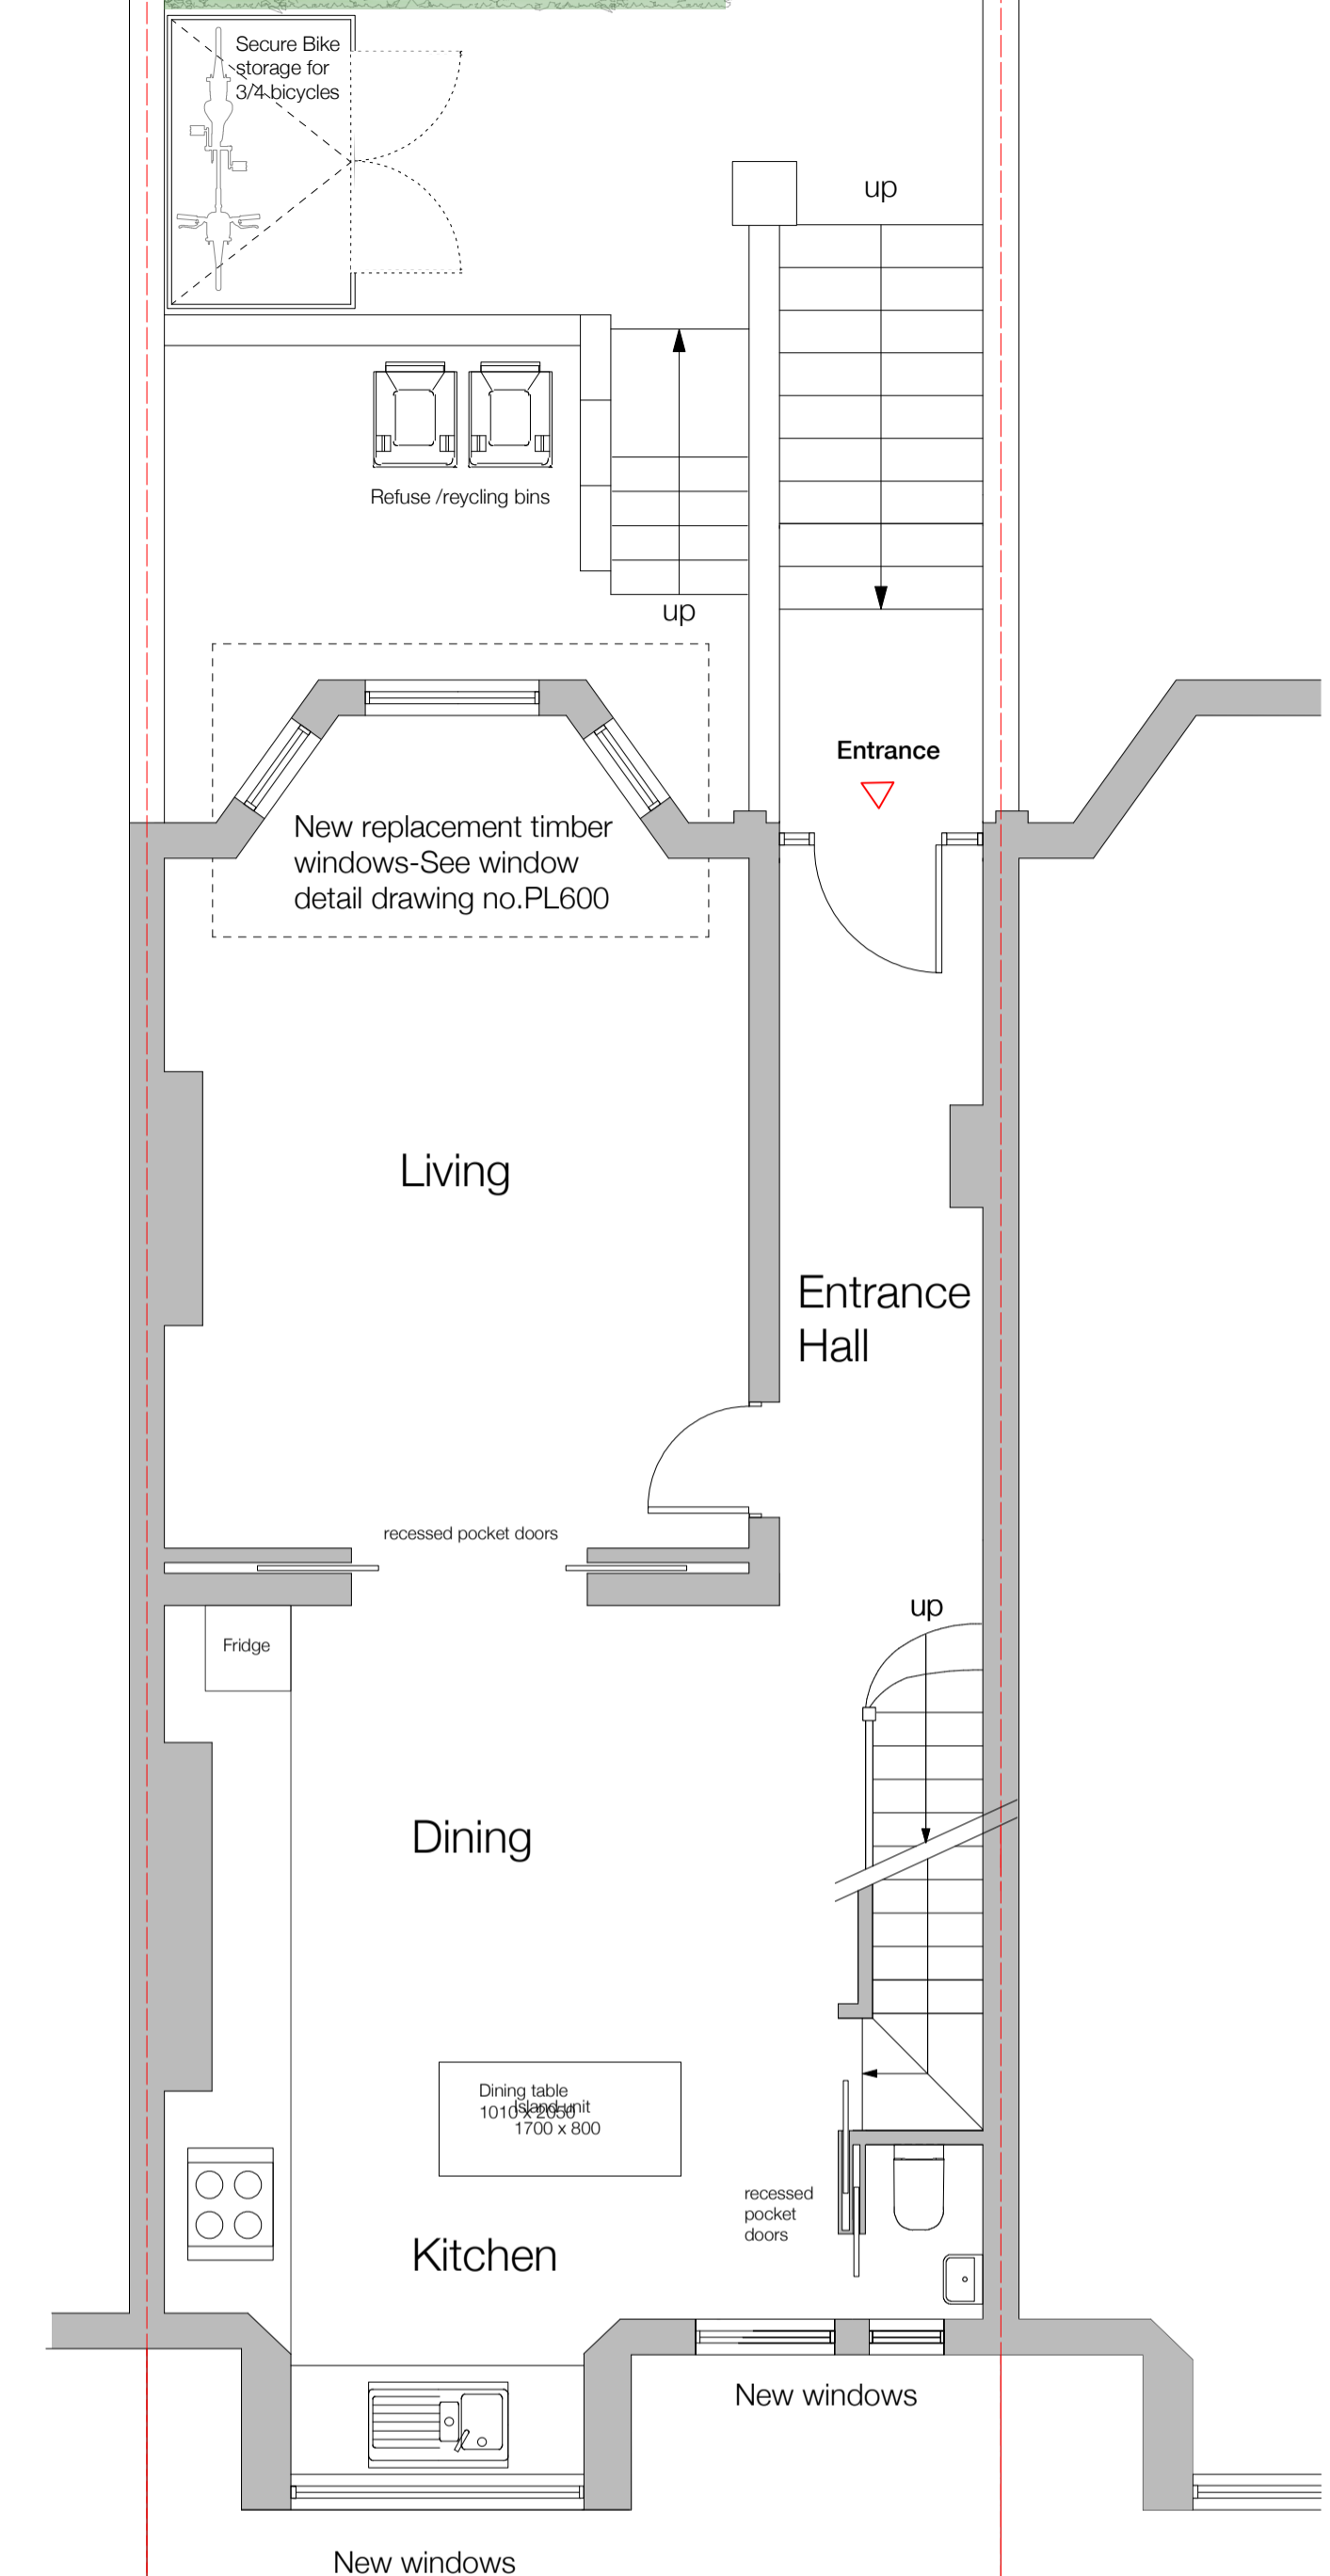 Secure Bike
storage for
3/4 bicycles
up
Refuse /reycling bins
up
Entrance
New replacement timber
windows-See window
detail drawing no.PL600
Living
Entrance
Hall
recessed pocket doors
up
Fridge
Dining
Dining table
1010 x 2050
Island unit
1700 x 800
recessed
pocket
doors
Kitchen
New windows
New windows